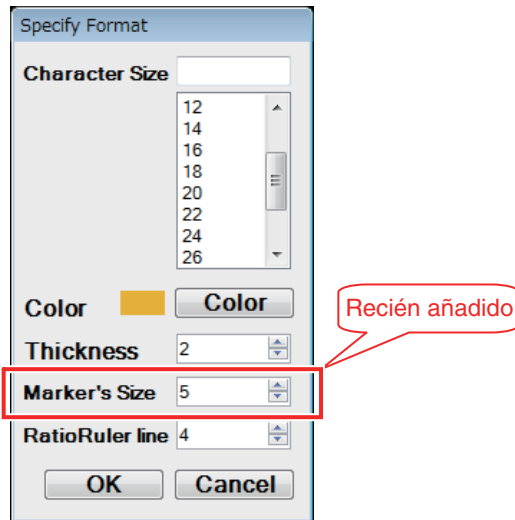 Specify Format
Character Size
12
14
16
18
20
22
24
26
Color Color
Thickness 2
Marker's Size 5
RatioRuler line 4
OK Cancel
Recién añadido